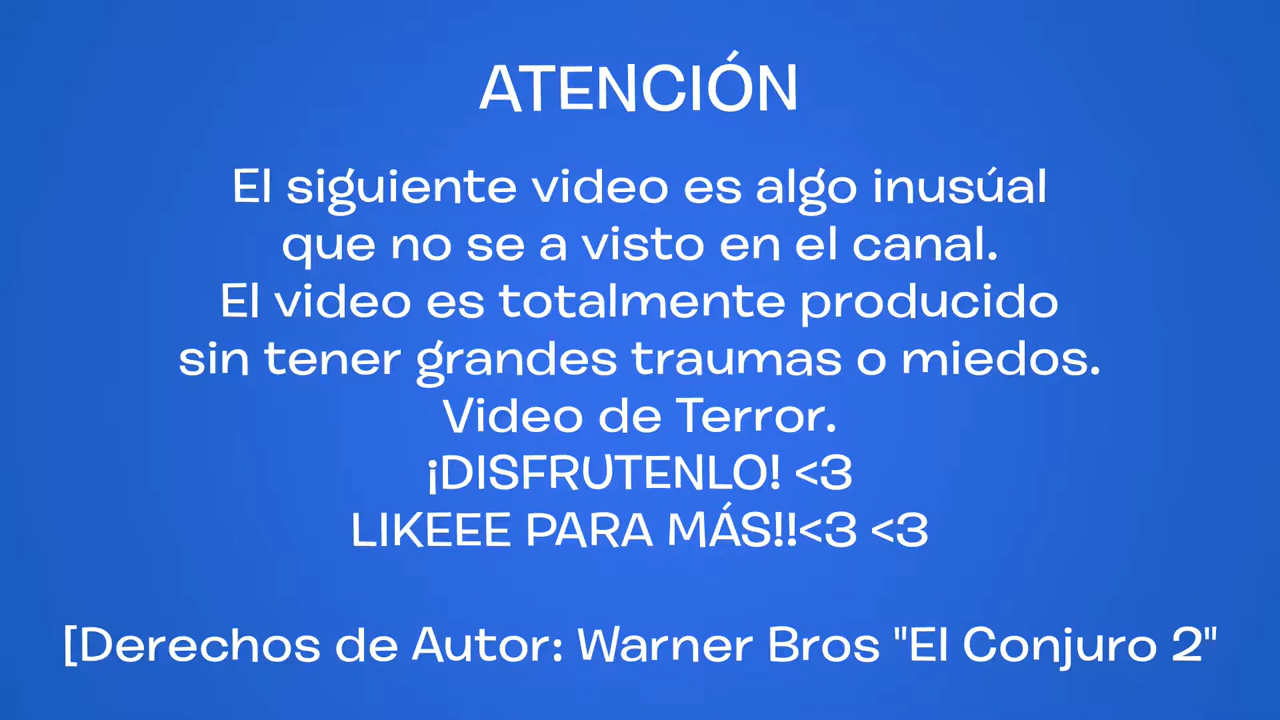 ATENCIÓN
El siguiente video es algo inusúal
que no se a visto en el canal.
El video es totalmente producido
sin tener grandes traumas o miedos.
Video de Terror.
¡DISFRUTENLO! <3
LIKEEE PARA MÁS!!<3 <3
[Derechos de Autor: Warner Bros "El Conjuro 2"